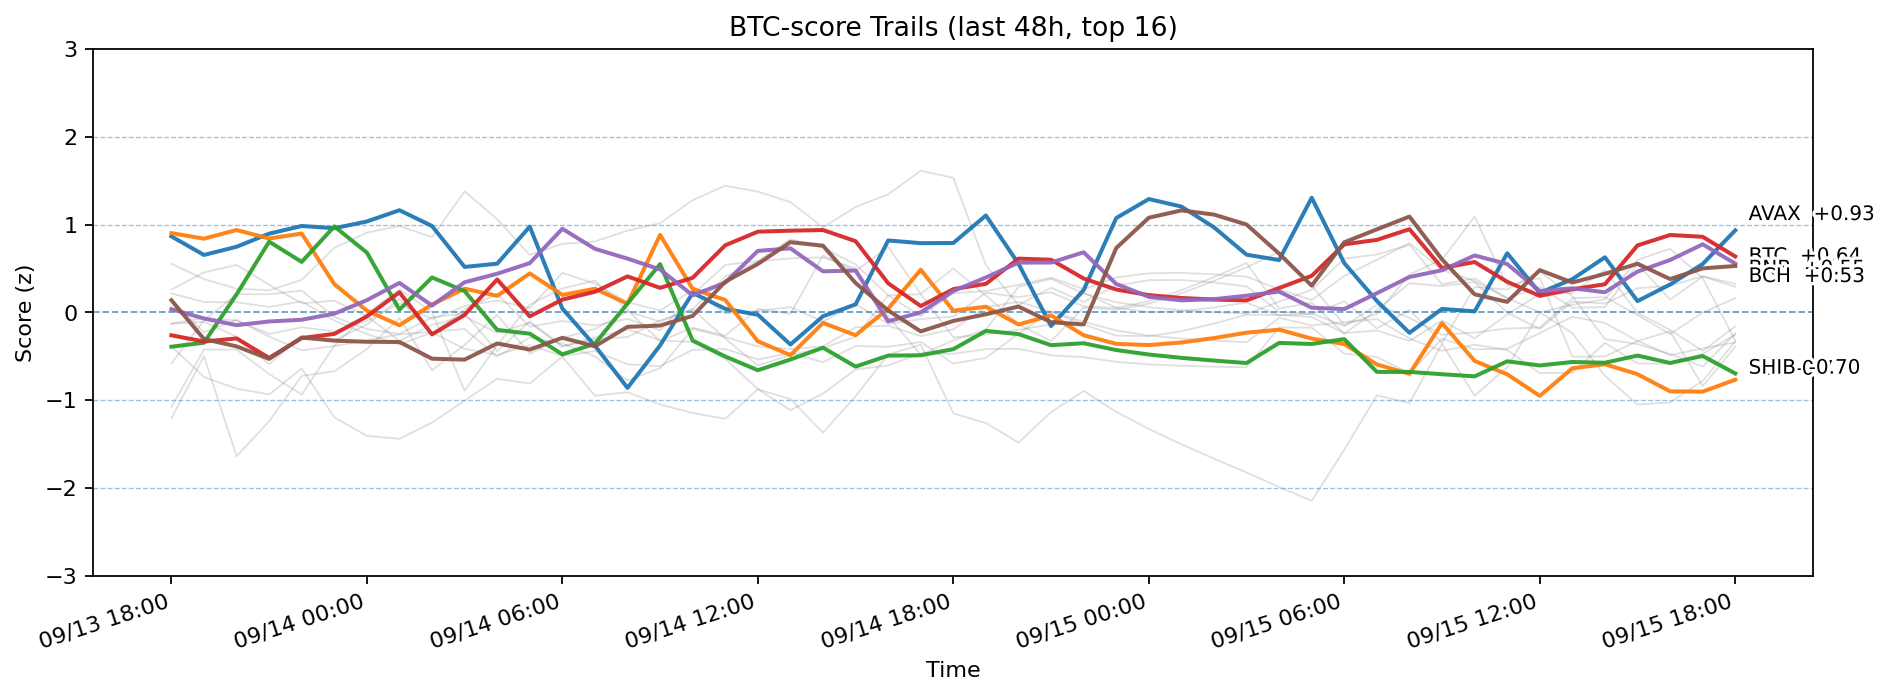 BTC-score Trails (last 48h, top 16)
3
2
1
0
−1
−2
−3
Score (z)
AVAX +0.93
BTC +0.64
BCH +0.53
SHIB -0.70
09/13 18:00
09/14 00:00
09/14 06:00
09/14 12:00
09/14 18:00
09/15 00:00
09/15 06:00
09/15 12:00
09/15 18:00
Time